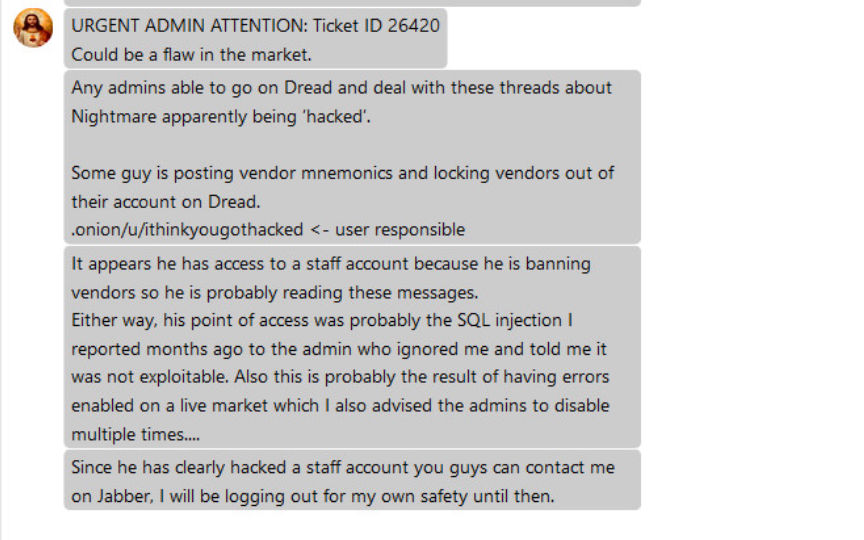 URGENT ADMIN ATTENTION: Ticket ID 26420
Could be a flaw in the market.
Any admins able to go on Dread and deal with these threads about
Nightmare apparently being 'hacked'.
Some guy is posting vendor mnemonics and locking vendors out of
their account on Dread.
.onion/u/ithinkyougothacked <- user responsible
It appears he has access to a staff account because he is banning
vendors so he is probably reading these messages.
Either way, his point of access was probably the SQL injection I
reported months ago to the admin who ignored me and told me it
was not exploitable. Also this is probably the result of having errors
enabled on a live market which I also advised the admins to disable
multiple times....
Since he has clearly hacked a staff account you guys can contact me
on Jabber, I will be logging out for my own safety until then.